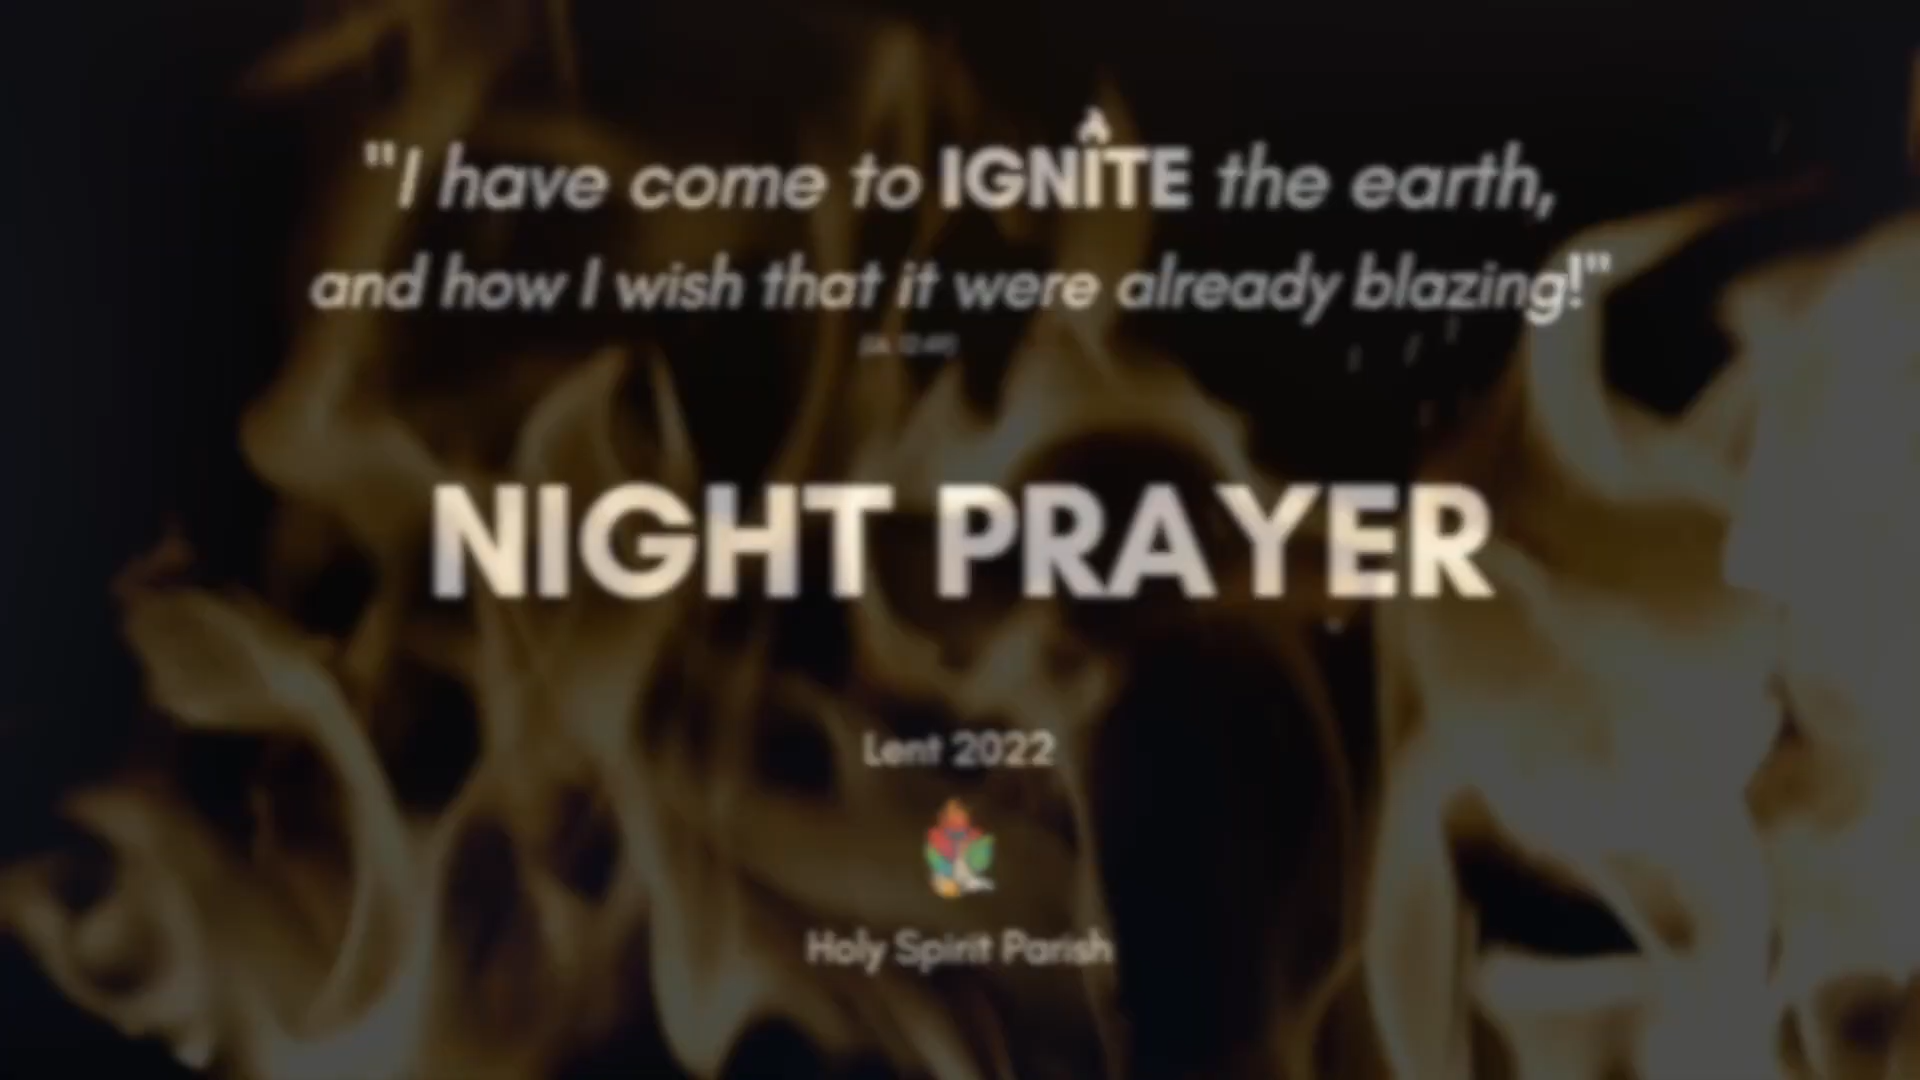 "I have come to IGNITE the earth,
and how I wish that it were already blazing!"
NIGHT PRAYER
Lent 2022
Holy Spirit Parish